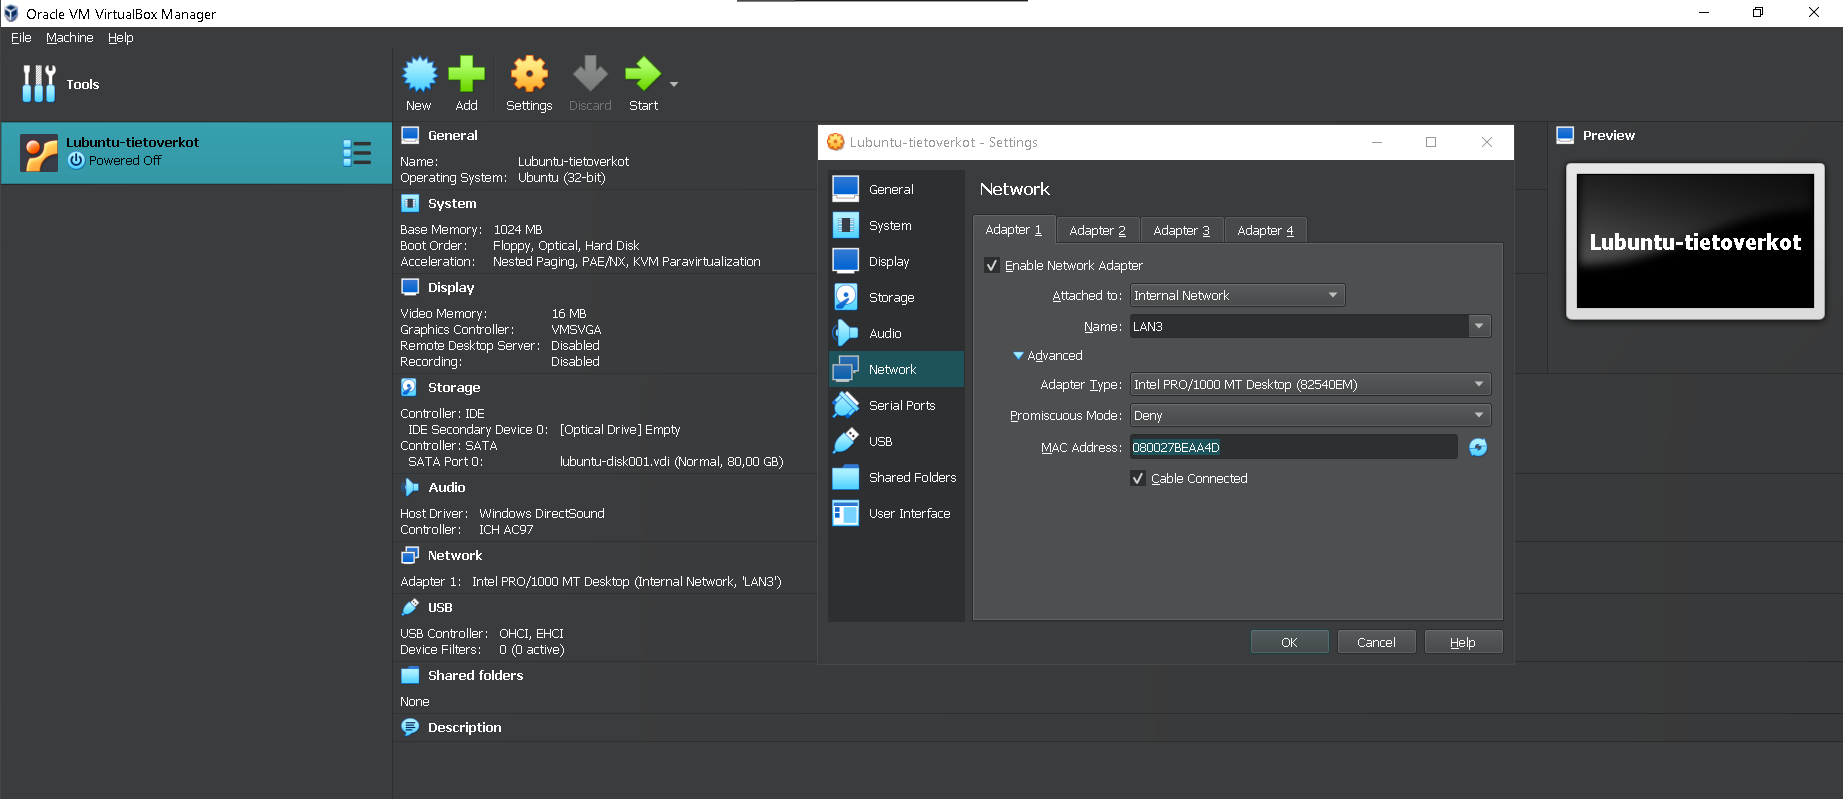 Oracle VM VirtualBox Manager
File Machine Help
Tools
New Add Settings Discard Start
Lubuntu-tietoverkot
Powered Off
General
Name: Lubuntu-tietoverkot
Operating System: Ubuntu (32-bit)
System
Base Memory: 1024 MB
Boot Order: Floppy, Optical, Hard Disk
Acceleration: Nested Paging, PAE/NX, KVM Paravirtualization
Display
Video Memory: 16 MB
Graphics Controller: VMSVGA
Remote Desktop Server: Disabled
Recording: Disabled
Storage
Controller: IDE
IDE Secondary Device 0: [Optical Drive] Empty
Controller: SATA
SATA Port 0: lubuntu-disk001.vdi (Normal, 80,00 GB)
Audio
Host Driver: Windows DirectSound
Controller: ICH AC97
Network
Adapter 1: Intel PRO/1000 MT Desktop (Internal Network, 'LAN3')
USB
USB Controller: OHCI, EHCI
Device Filters: 0 (0 active)
Shared folders
None
Description
Lubuntu-tietoverkot - Settings
General
System
Display
Storage
Audio
Network
Serial Ports
USB
Shared Folders
User Interface
Network
Adapter 1 Adapter 2 Adapter 3 Adapter 4
Enable Network Adapter
Attached to: Internal Network
Name: LAN3
Advanced
Adapter Type: Intel PRO/1000 MT Desktop (82540EM)
Promiscuous Mode: Deny
MAC Address: 080027BEAA4D
Cable Connected
OK Cancel Help
Preview
Lubuntu-tietoverkot